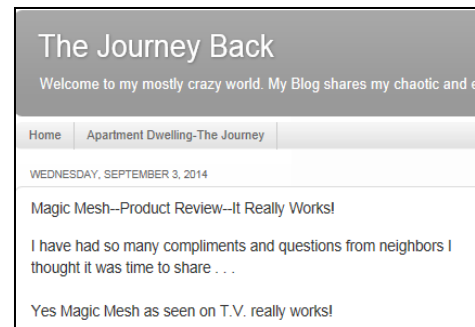 The Journey Back
Welcome to my mostly crazy world. My Blog shares my chaotic and
Home Apartment Dwelling-The Journey
WEDNESDAY, SEPTEMBER 3, 2014
Magic Mesh--Product Review--It Really Works!
I have had so many compliments and questions from neighbors I
thought it was time to share . . .
Yes Magic Mesh as seen on T.V. really works!